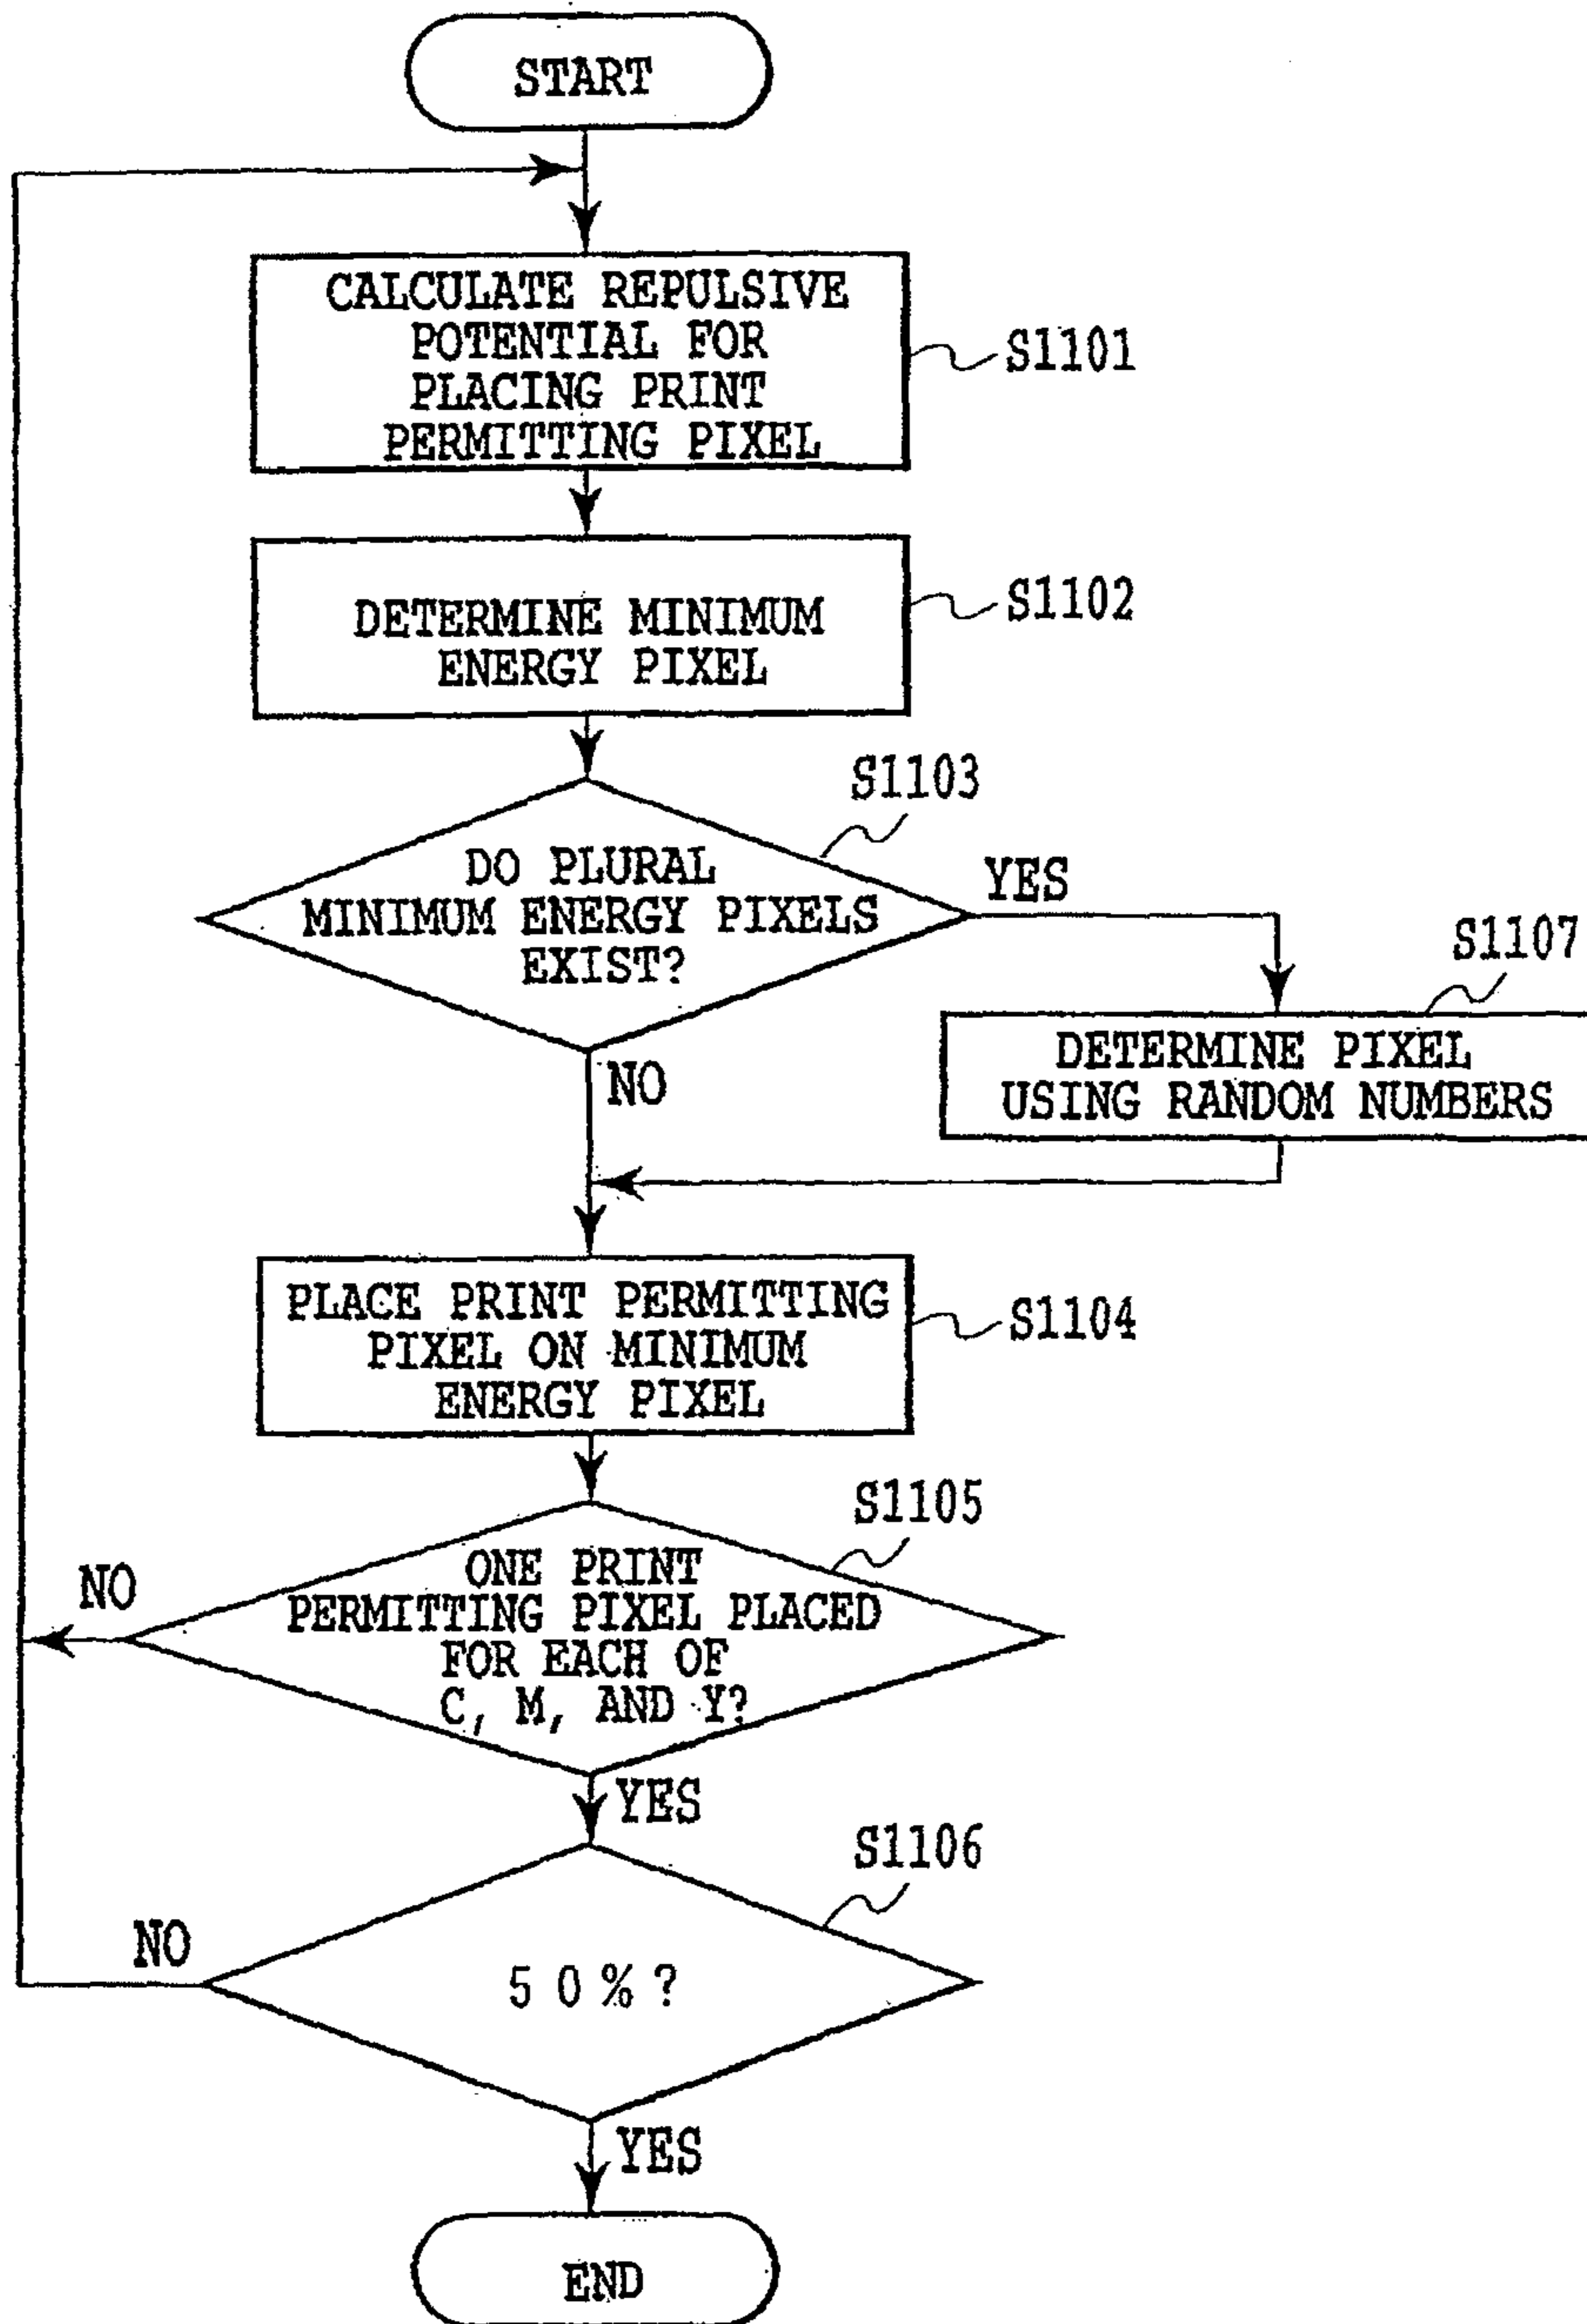 START
CALCULATE REPULSIVE
POTENTIAL FOR
PLACING PRINT
PERMITTING PIXEL
S1101
DETERMINE MINIMUM
ENERGY PIXEL
S1102
S1103
DO PLURAL
MINIMUM ENERGY PIXELS
EXIST?
YES
NO
S1107
DETERMINE PIXEL
USING RANDOM NUMBERS
PLACE PRINT PERMITTING
PIXEL ON MINIMUM
ENERGY PIXEL
S1104
S1105
ONE PRINT
PERMITTING PIXEL PLACED
FOR EACH OF
C, M, AND Y?
NO
YES
S1106
50%?
NO
YES
END